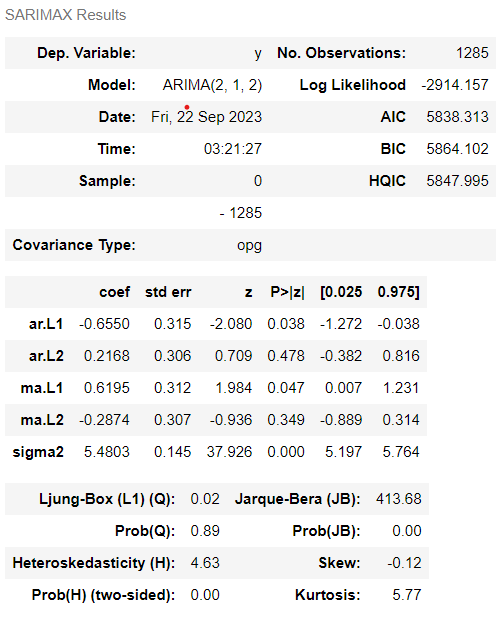 SARIMAX Results
Dep. Variable: y No. Observations: 1285
Model: ARIMA(2, 1, 2) Log Likelihood -2914.157
Date: Fri, 22 Sep 2023 AIC 5838.313
Time: 03:21:27 BIC 5864.102
Sample: 0 HQIC 5847.995
- 1285
Covariance Type: opg
coef std err z P>|z| [0.025 0.975]
ar.L1 -0.6550 0.315 -2.080 0.038 -1.272 -0.038
ar.L2 0.2168 0.306 0.709 0.478 -0.382 0.816
ma.L1 0.6195 0.312 1.984 0.047 0.007 1.231
ma.L2 -0.2874 0.307 -0.936 0.349 -0.889 0.314
sigma2 5.4803 0.145 37.926 0.000 5.197 5.764
Ljung-Box (L1) (Q): 0.02 Jarque-Bera (JB): 413.68
Prob(Q): 0.89 Prob(JB): 0.00
Heteroskedasticity (H): 4.63 Skew: -0.12
Prob(H) (two-sided): 0.00 Kurtosis: 5.77